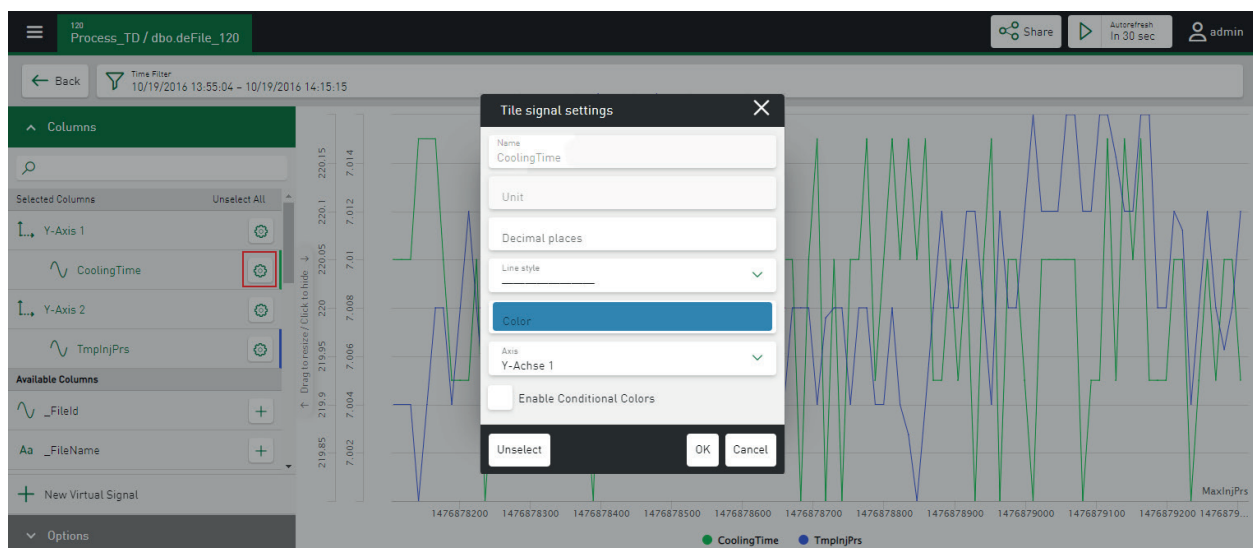 120
Process_TD / dbo.deFile_120
Share
Autorefresh
In 30 sec
admin
Back
Time Filter
10/19/2016 13:55:04 – 10/19/2016 14:15:15
Columns
Selected Columns
Unselect All
Y-Axis 1
CoolingTime
Y-Axis 2
TmpInjPrs
Available Columns
_FileId
Aa _FileName
New Virtual Signal
Options
← Drag to resize / Click to hide →
220.15
220.1
220.05
220
219.95
219.9
219.85
7.014
7.012
7.01
7.008
7.006
7.004
7.002
Tile signal settings
Name
CoolingTime
Unit
Decimal places
Line style
Color
Axis
Y-Achse 1
Enable Conditional Colors
Unselect
OK
Cancel
MaxInjPrs
1476878200 1476878300 1476878400 1476878500 1476878600 1476878700 1476878800 1476878900 1476879000 1476879100 1476879200 1476879...
CoolingTime TmpInjPrs